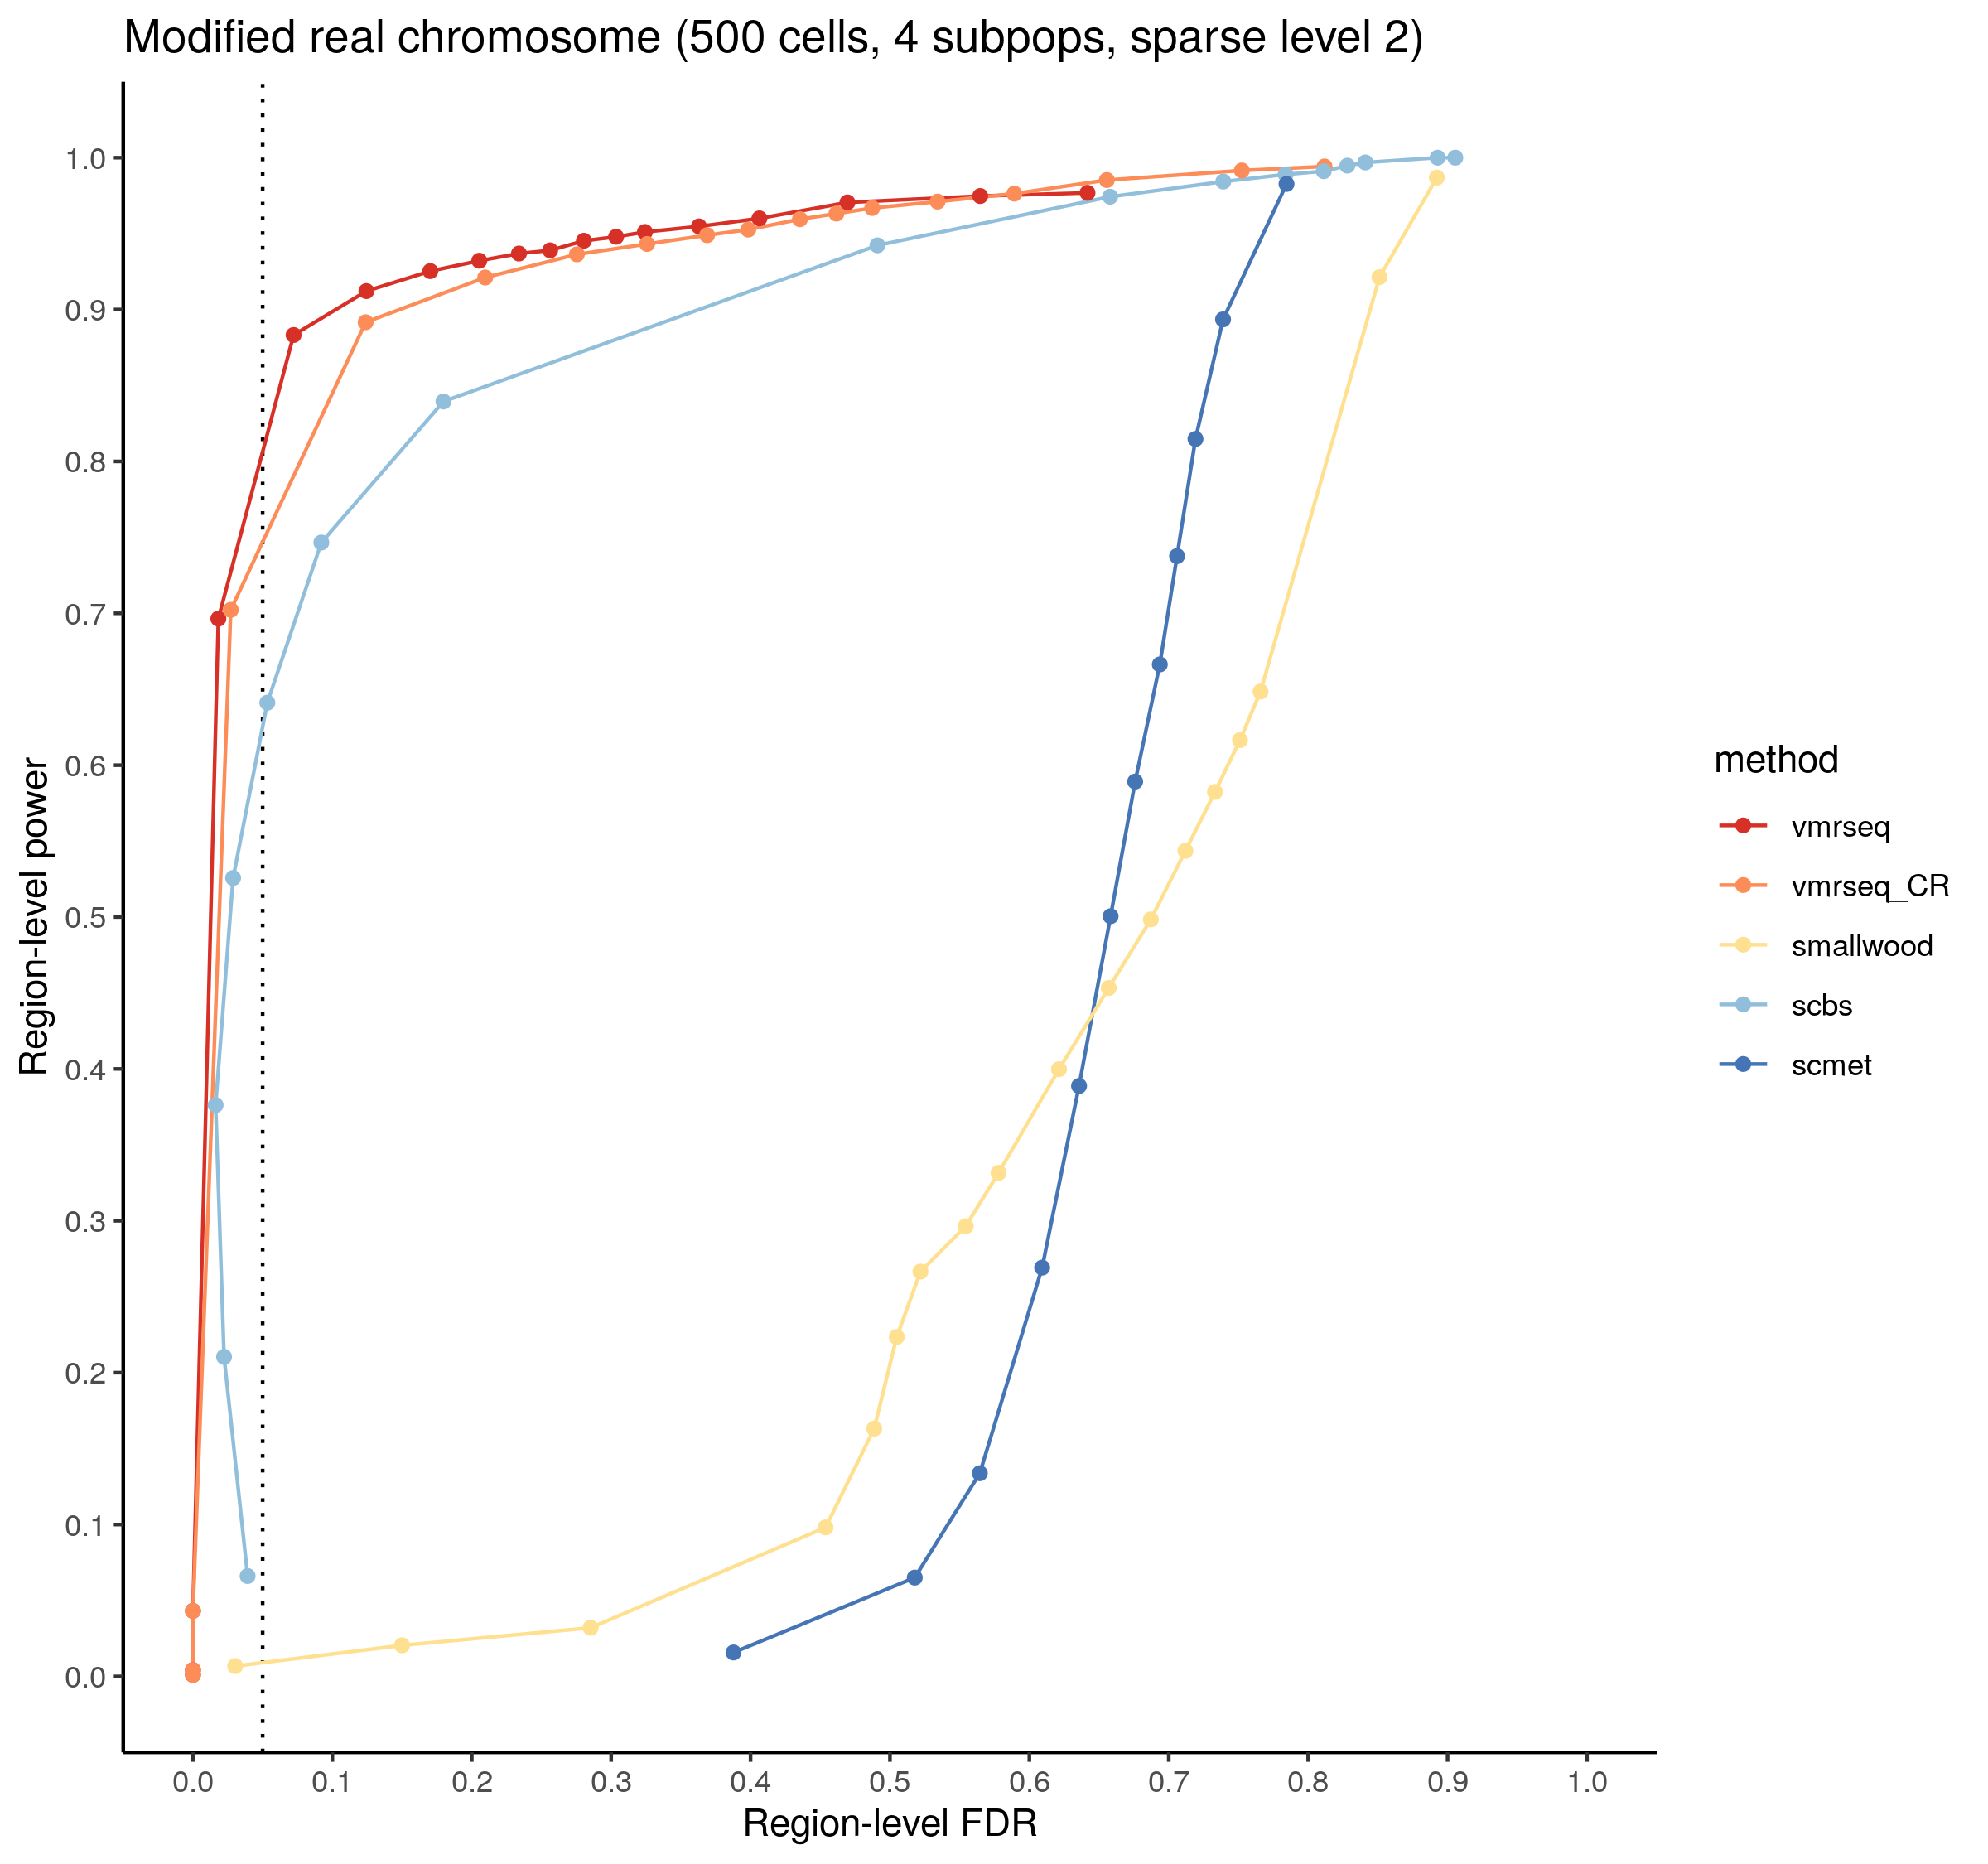 Modified real chromosome (500 cells, 4 subpops, sparse level 2)
Region-level power
1.0
0.9
0.8
0.7
0.6
0.5
0.4
0.3
0.2
0.1
0.0
0.0 0.1 0.2 0.3 0.4 0.5 0.6 0.7 0.8 0.9 1.0
Region-level FDR
method
vmrseq
vmrseq_CR
smallwood
scbs
scmet